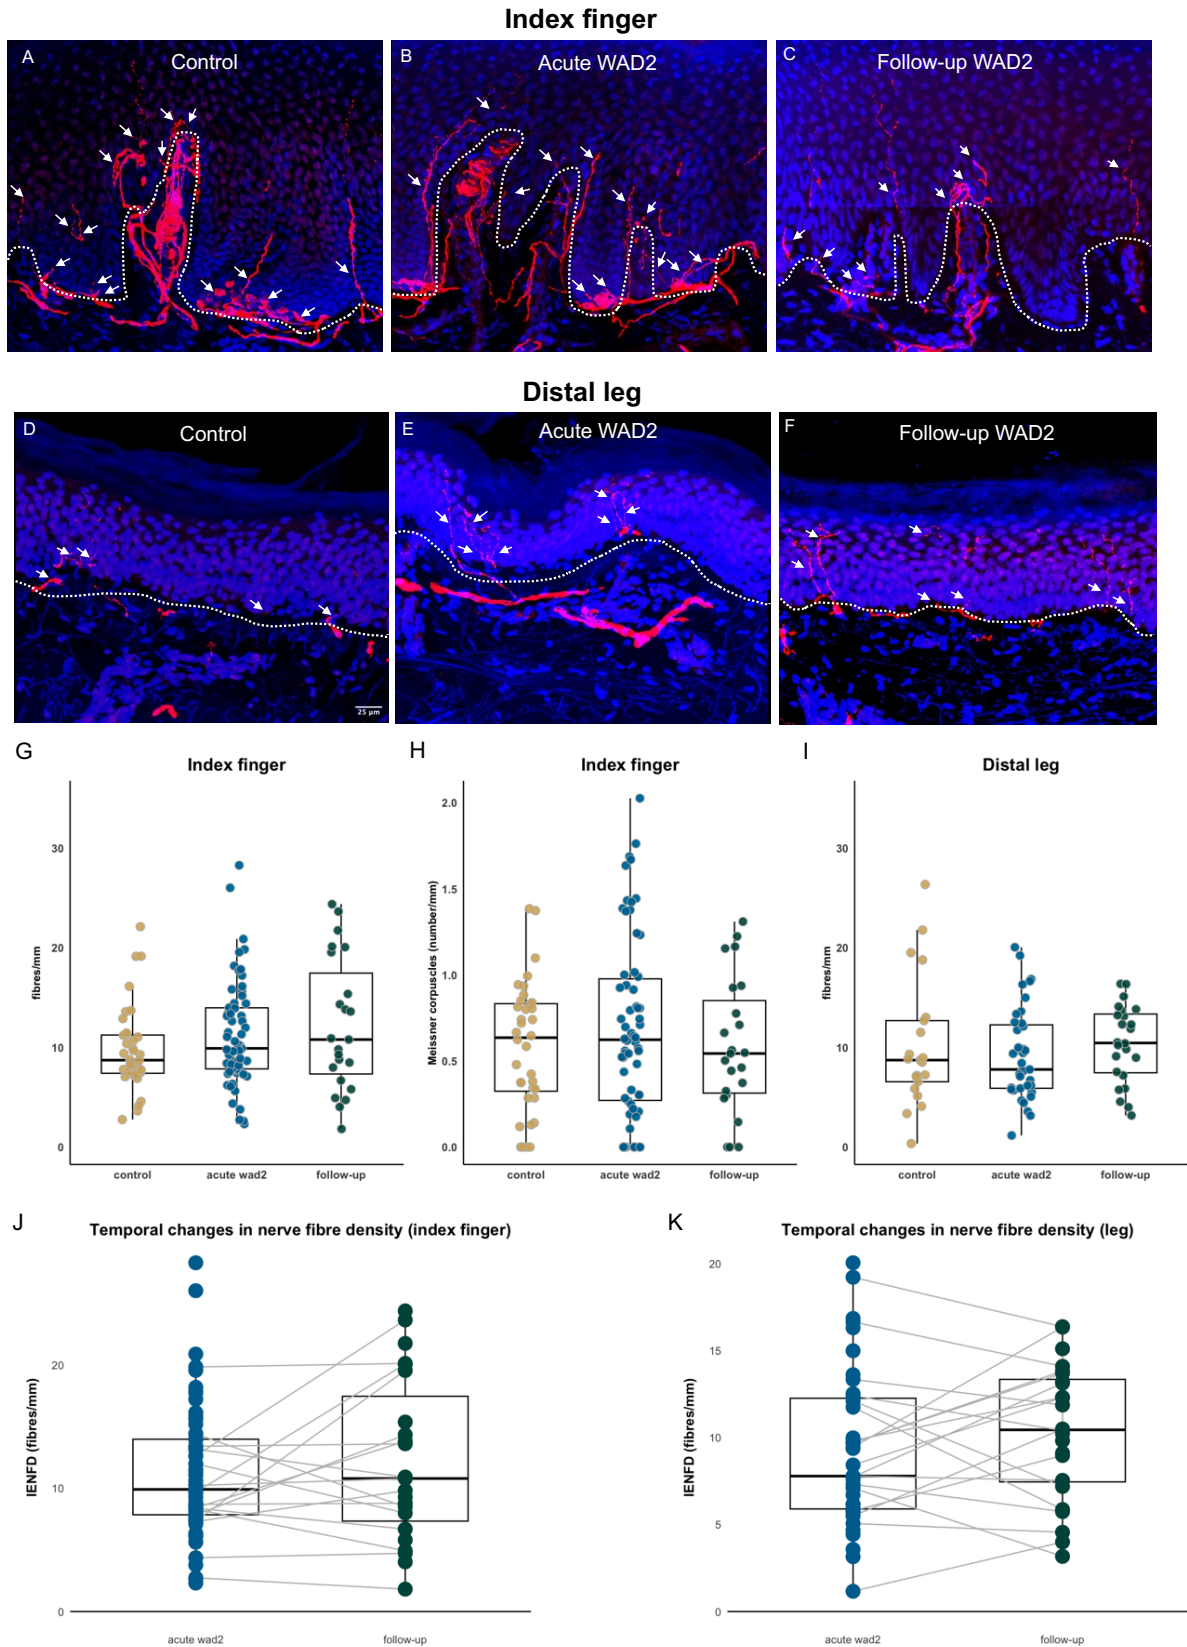 Index finger
A
Control
B
Acute WAD2
C
Follow-up WAD2
Distal leg
D
Control
25 µm
E
Acute WAD2
F
Follow-up WAD2
G
Index finger
fibres/mm
30
20
10
0
control
acute wad2
follow-up
H
Index finger
Meissner corpuscles (number/mm)
2.0
1.5
1.0
0.5
0.0
control
acute wad2
follow-up
I
Distal leg
fibres/mm
30
20
10
0
control
acute wad2
follow-up
J
Temporal changes in nerve fibre density (index finger)
IENFD (fibres/mm)
20
10
0
acute wad2
follow-up
K
Temporal changes in nerve fibre density (leg)
IENFD (fibres/mm)
20
15
10
5
0
acute wad2
follow-up